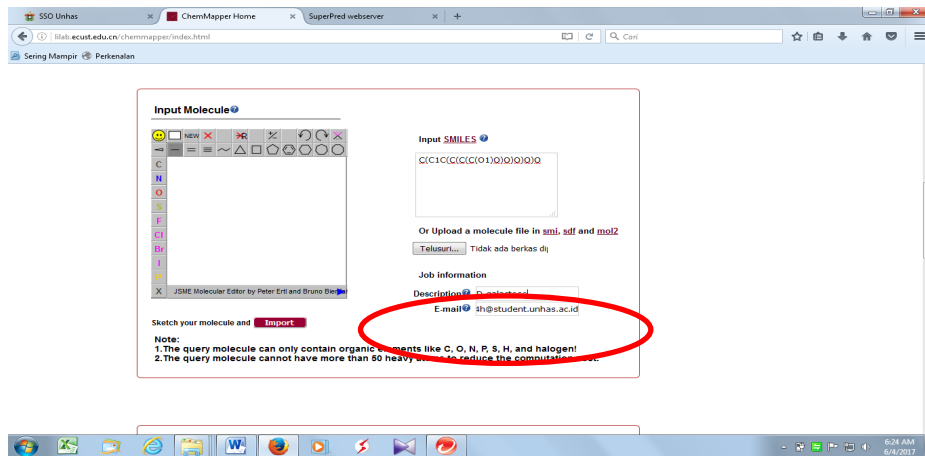 SSO Unhas × ChemMapper Home × SuperPred webserver × +
lilab.ecust.edu.cn/chemmapper/index.html Cari
Sering Mampir Perkenalan
Input Molecule
NEW
C
N
O
S
F
Cl
Br
I
X JSME Molecular Editor by Peter Ertl and Bruno
Sketch your molecule and Import
Input SMILES
C(C1C(C(C(C(O1)O)O)O)O)O
Or Upload a molecule file in smi, sdf and mol2
Telusuri... Tidak ada berkas dip
Job information
Description D-galactose
E-mail 4h@student.unhas.ac.id
Note:
1.The query molecule can only contain organic elements like C, O, N, P, S, H, and halogen!
2.The query molecule cannot have more than 50 heavy atoms to reduce the computation cost.
6:24 AM
6/4/2017